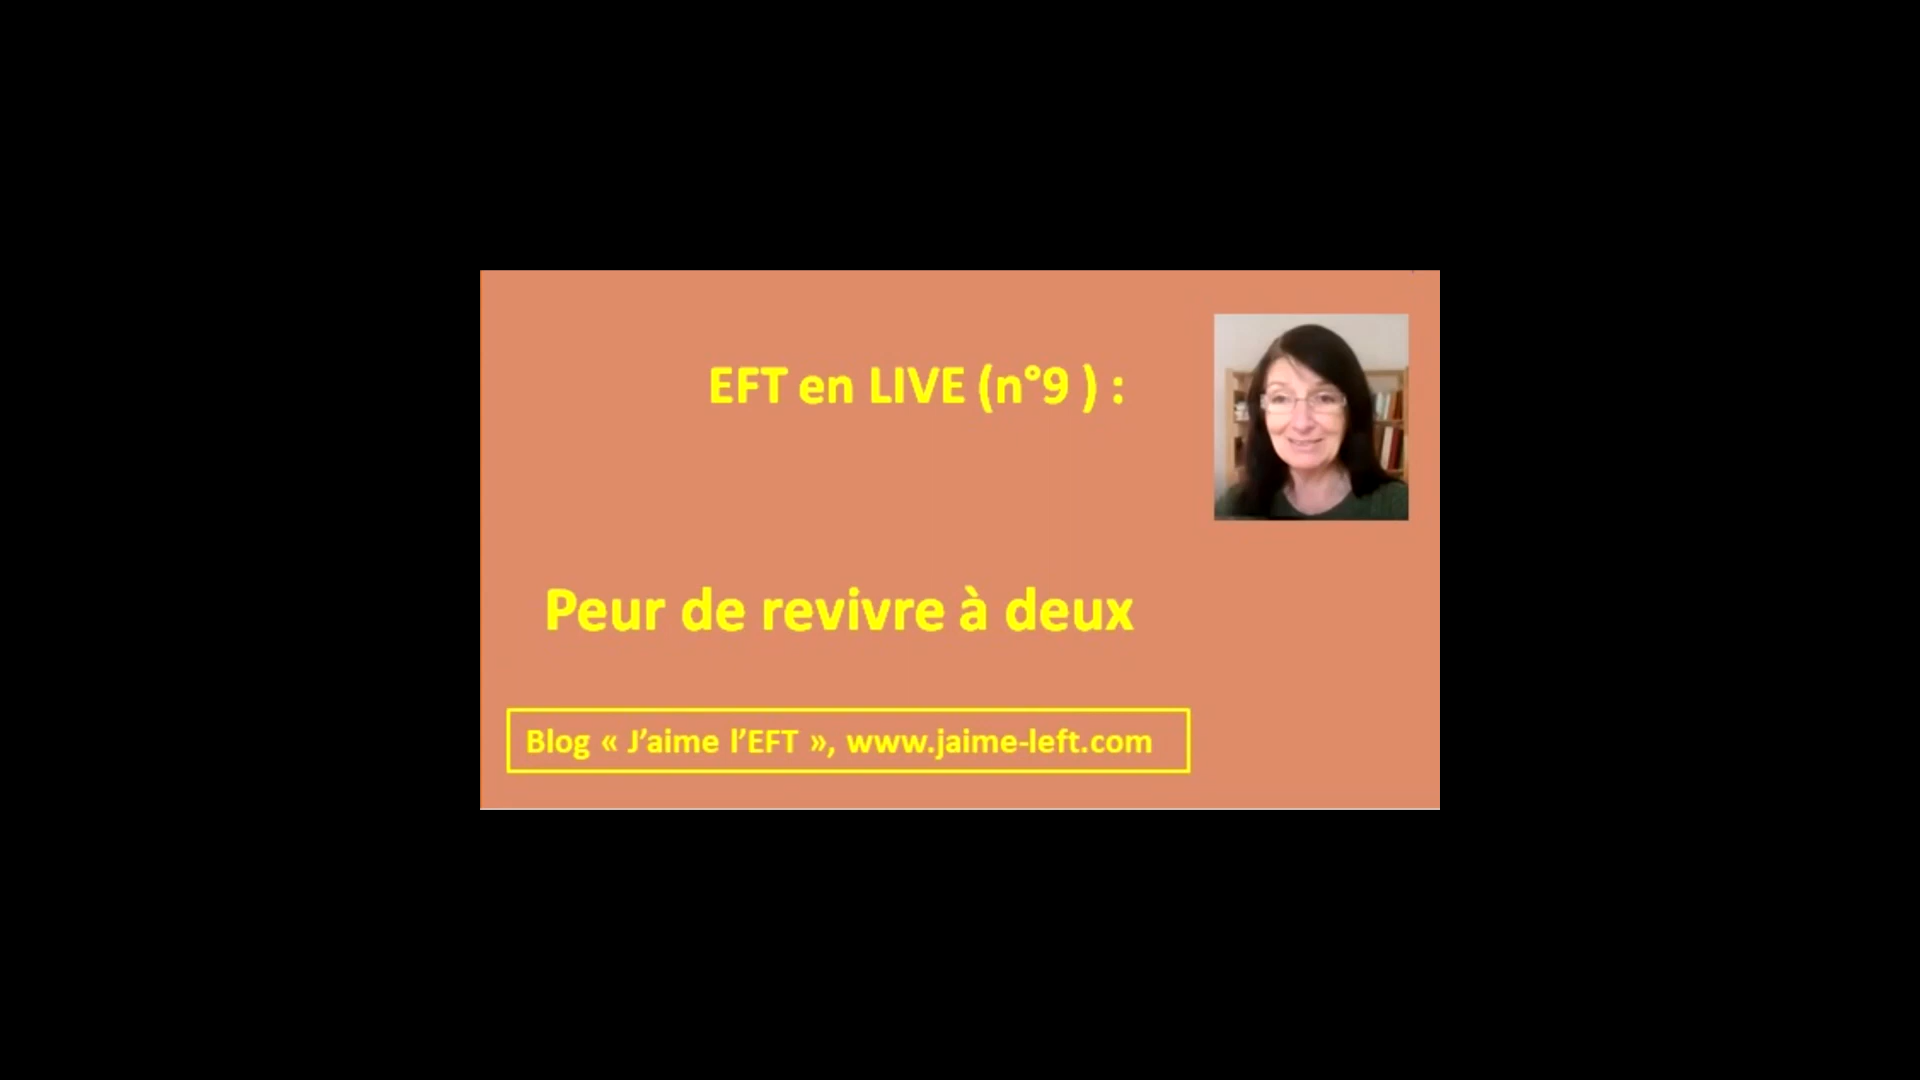 EFT en LIVE (n°9 ) :
Peur de revivre à deux
Blog « J’aime l’EFT », www.jaime-left.com